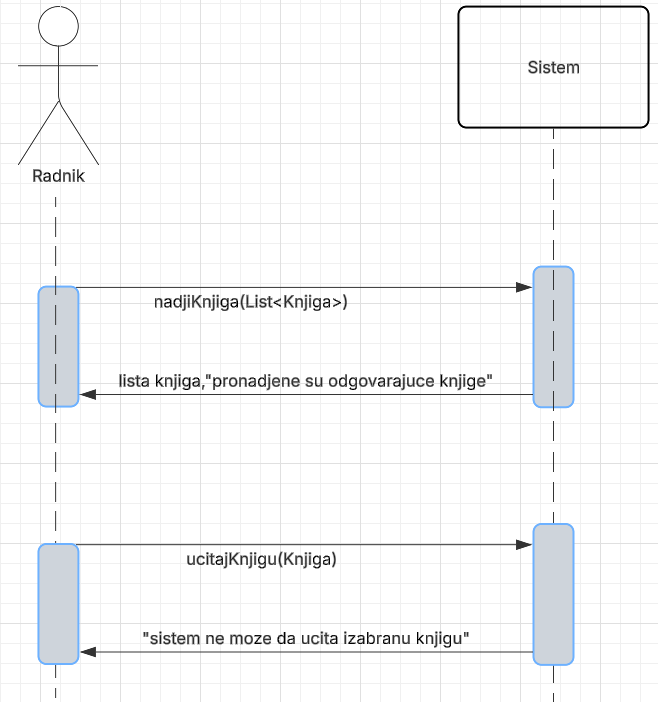 Sistem
Radnik
nadjiKnjiga(List<Knjiga>)
lista knjiga,"pronadjene su odgovarajuce knjige"
ucitajKnjigu(Knjiga)
"sistem ne moze da ucita izabranu knjigu"